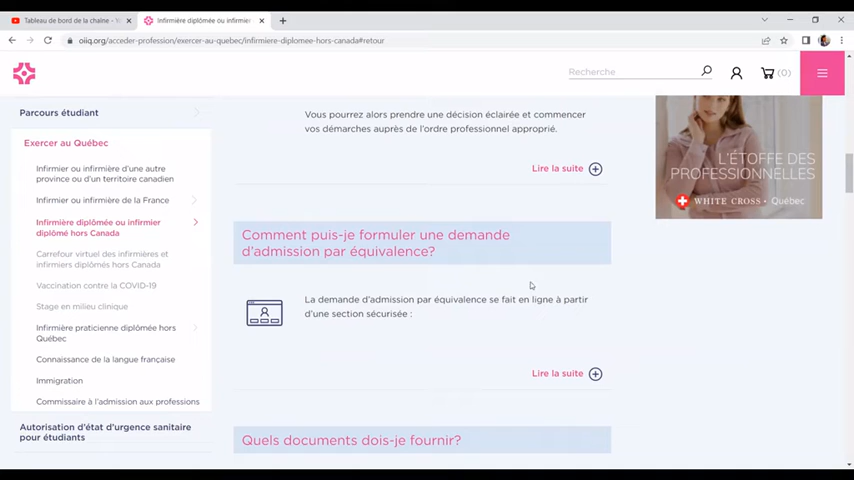 Tableau de bord de la chaîne - Y
Infirmière diplômée ou infirmier
oiiq.org/acceder-profession/exercer-au-quebec/infirmiere-diplomee-hors-canada#retour
Recherche
(0)
Parcours étudiant
Exercer au Québec
Infirmier ou infirmière d'une autre
province ou d'un territoire canadien
Infirmier ou infirmière de la France
Infirmière diplômée ou infirmier
diplômé hors Canada
Carrefour virtuel des infirmières et
infirmiers diplômés hors Canada
Vaccination contre la COVID-19
Stage en milieu clinique
Infirmière praticienne diplômée hors
Québec
Connaissance de la langue française
Immigration
Commissaire à l'admission aux professions
Autorisation d'état d'urgence sanitaire
pour étudiants
Vous pourrez alors prendre une décision éclairée et commencer
vos démarches auprès de l'ordre professionnel approprié.
Lire la suite
Comment puis-je formuler une demande
d'admission par équivalence?
La demande d'admission par équivalence se fait en ligne à partir
d'une section sécurisée :
Lire la suite
Quels documents dois-je fournir?
L'ÉTOFFE DES
PROFESSIONNELLES
WHITE CROSS • Québec